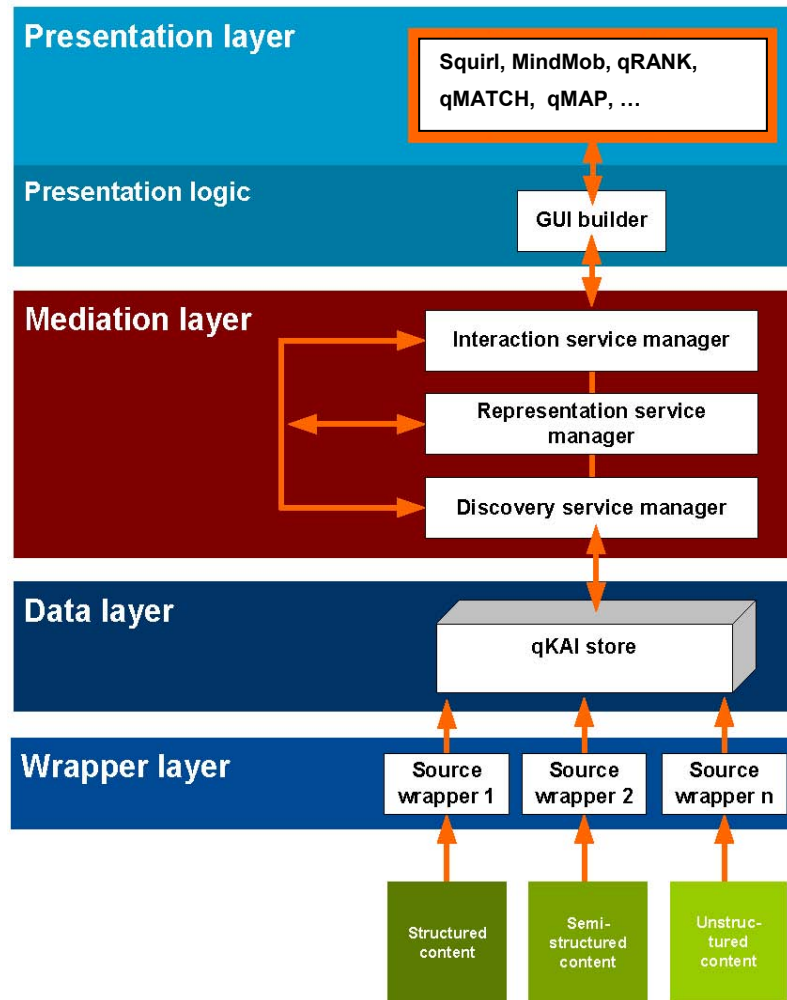 Presentation layer
Squirl, MindMob, qRANK,
qMATCH, qMAP, ...
Presentation logic
GUI builder
Mediation layer
Interaction service manager
Representation service
manager
Discovery service manager
Data layer
qKAI store
Wrapper layer
Source
wrapper 1
Source
wrapper 2
Source
wrapper n
Structured
content
Semi-
structured
content
Unstruc-
tured
content